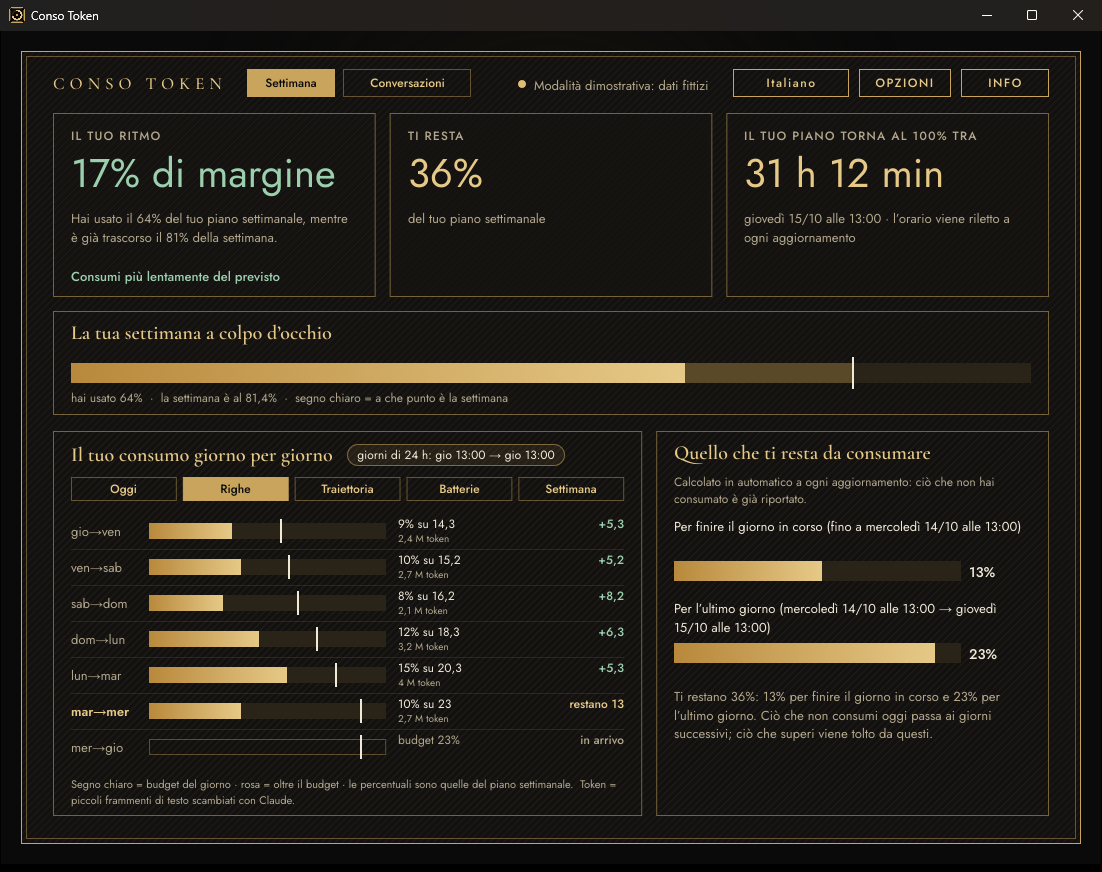 Conso Token
CONSO TOKEN
Settimana
Conversazioni
Modalità dimostrativa: dati fittizi
Italiano
OPZIONI
INFO
IL TUO RITMO
17% di margine
Hai usato il 64% del tuo piano settimanale, mentre
è già trascorso il 81% della settimana.
Consumi più lentamente del previsto
TI RESTA
36%
del tuo piano settimanale
IL TUO PIANO TORNA AL 100% TRA
31 h 12 min
giovedì 15/10 alle 13:00 · l’orario viene riletto a
ogni aggiornamento
La tua settimana a colpo d’occhio
hai usato 64% · la settimana è al 81,4% · segno chiaro = a che punto è la settimana
Il tuo consumo giorno per giorno
giorni di 24 h: gio 13:00 → gio 13:00
Oggi
Righe
Traiettoria
Batterie
Settimana
gio→ven
9% su 14,3
2,4 M token
+5,3
ven→sab
10% su 15,2
2,7 M token
+5,2
sab→dom
8% su 16,2
2,1 M token
+8,2
dom→lun
12% su 18,3
3,2 M token
+6,3
lun→mar
15% su 20,3
4 M token
+5,3
mar→mer
10% su 23
2,7 M token
restano 13
mer→gio
budget 23%
in arrivo
Segno chiaro = budget del giorno · rosa = oltre il budget · le percentuali sono quelle del piano settimanale. Token =
piccoli frammenti di testo scambiati con Claude.
Quello che ti resta da consumare
Calcolato in automatico a ogni aggiornamento: ciò che non hai
consumato è già riportato.
Per finire il giorno in corso (fino a mercoledì 14/10 alle 13:00)
13%
Per l’ultimo giorno (mercoledì 14/10 alle 13:00 → giovedì
15/10 alle 13:00)
23%
Ti restano 36%: 13% per finire il giorno in corso e 23% per
l’ultimo giorno. Ciò che non consumi oggi passa ai giorni
successivi; ciò che superi viene tolto da questi.